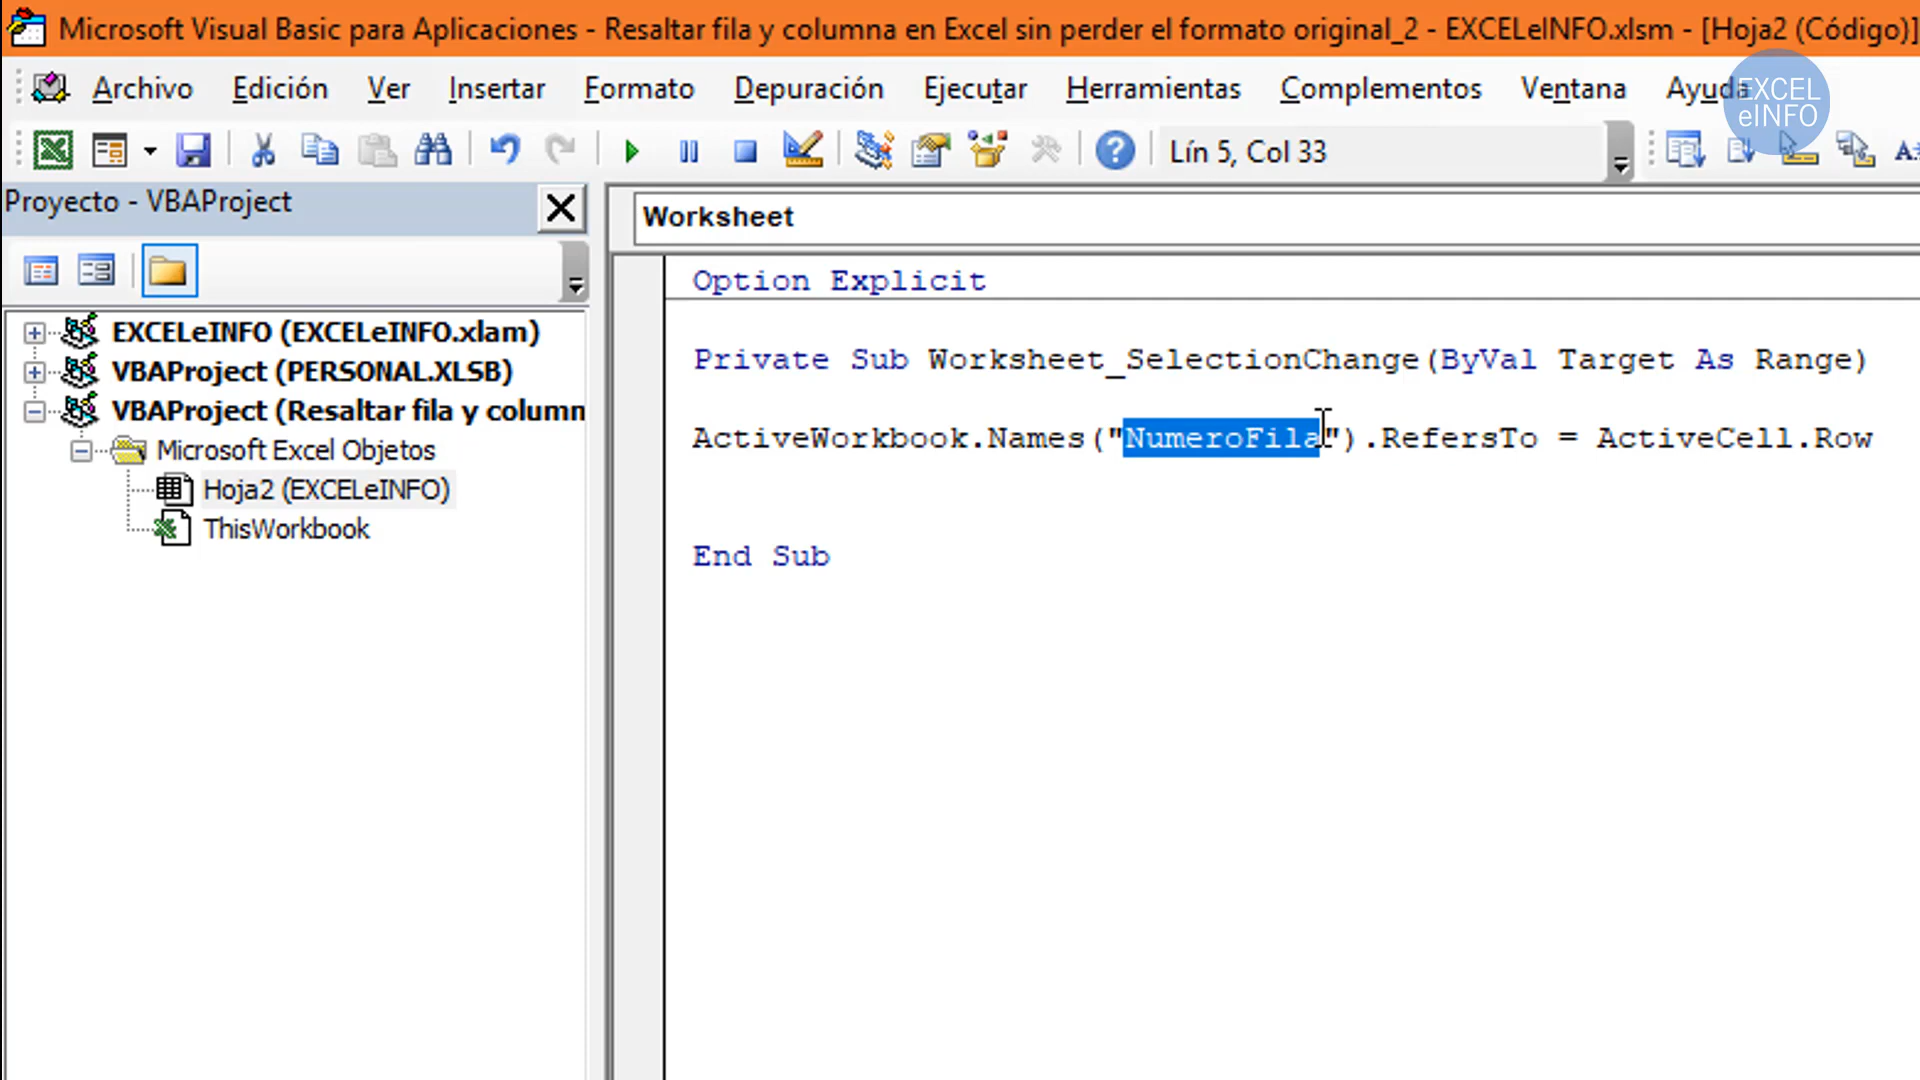 Microsoft Visual Basic para Aplicaciones - Resaltar fila y columna en Excel sin perder el formato original_2 - EXCELeINFO.xlsm - [Hoja2 (Código)]
Archivo Edición Ver Insertar Formato Depuración Ejecutar Herramientas Complementos Ventana Ayuda
EXCEL
eINFO
Lín 5, Col 33
Proyecto - VBAProject
Worksheet
EXCELeINFO (EXCELeINFO.xlam)
VBAProject (PERSONAL.XLSB)
VBAProject (Resaltar fila y column
Microsoft Excel Objetos
Hoja2 (EXCELeINFO)
ThisWorkbook
Option Explicit
Private Sub Worksheet_SelectionChange(ByVal Target As Range)
ActiveWorkbook.Names("NumeroFila").RefersTo = ActiveCell.Row
End Sub